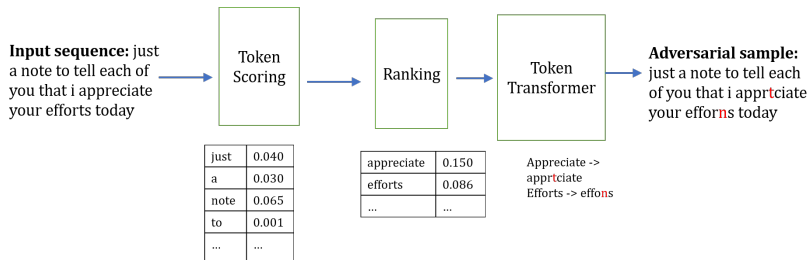 Input sequence: just
a note to tell each of
you that i appreciate
your efforts today
Token
Scoring
Ranking
Token
Transformer
Adversarial sample:
just a note to tell each
of you that i apprtciate
your efforns today
just 0.040
a 0.030
note 0.065
to 0.001
... ...
appreciate 0.150
efforts 0.086
... ...
Appreciate ->
apprtciate
Efforts -> effons